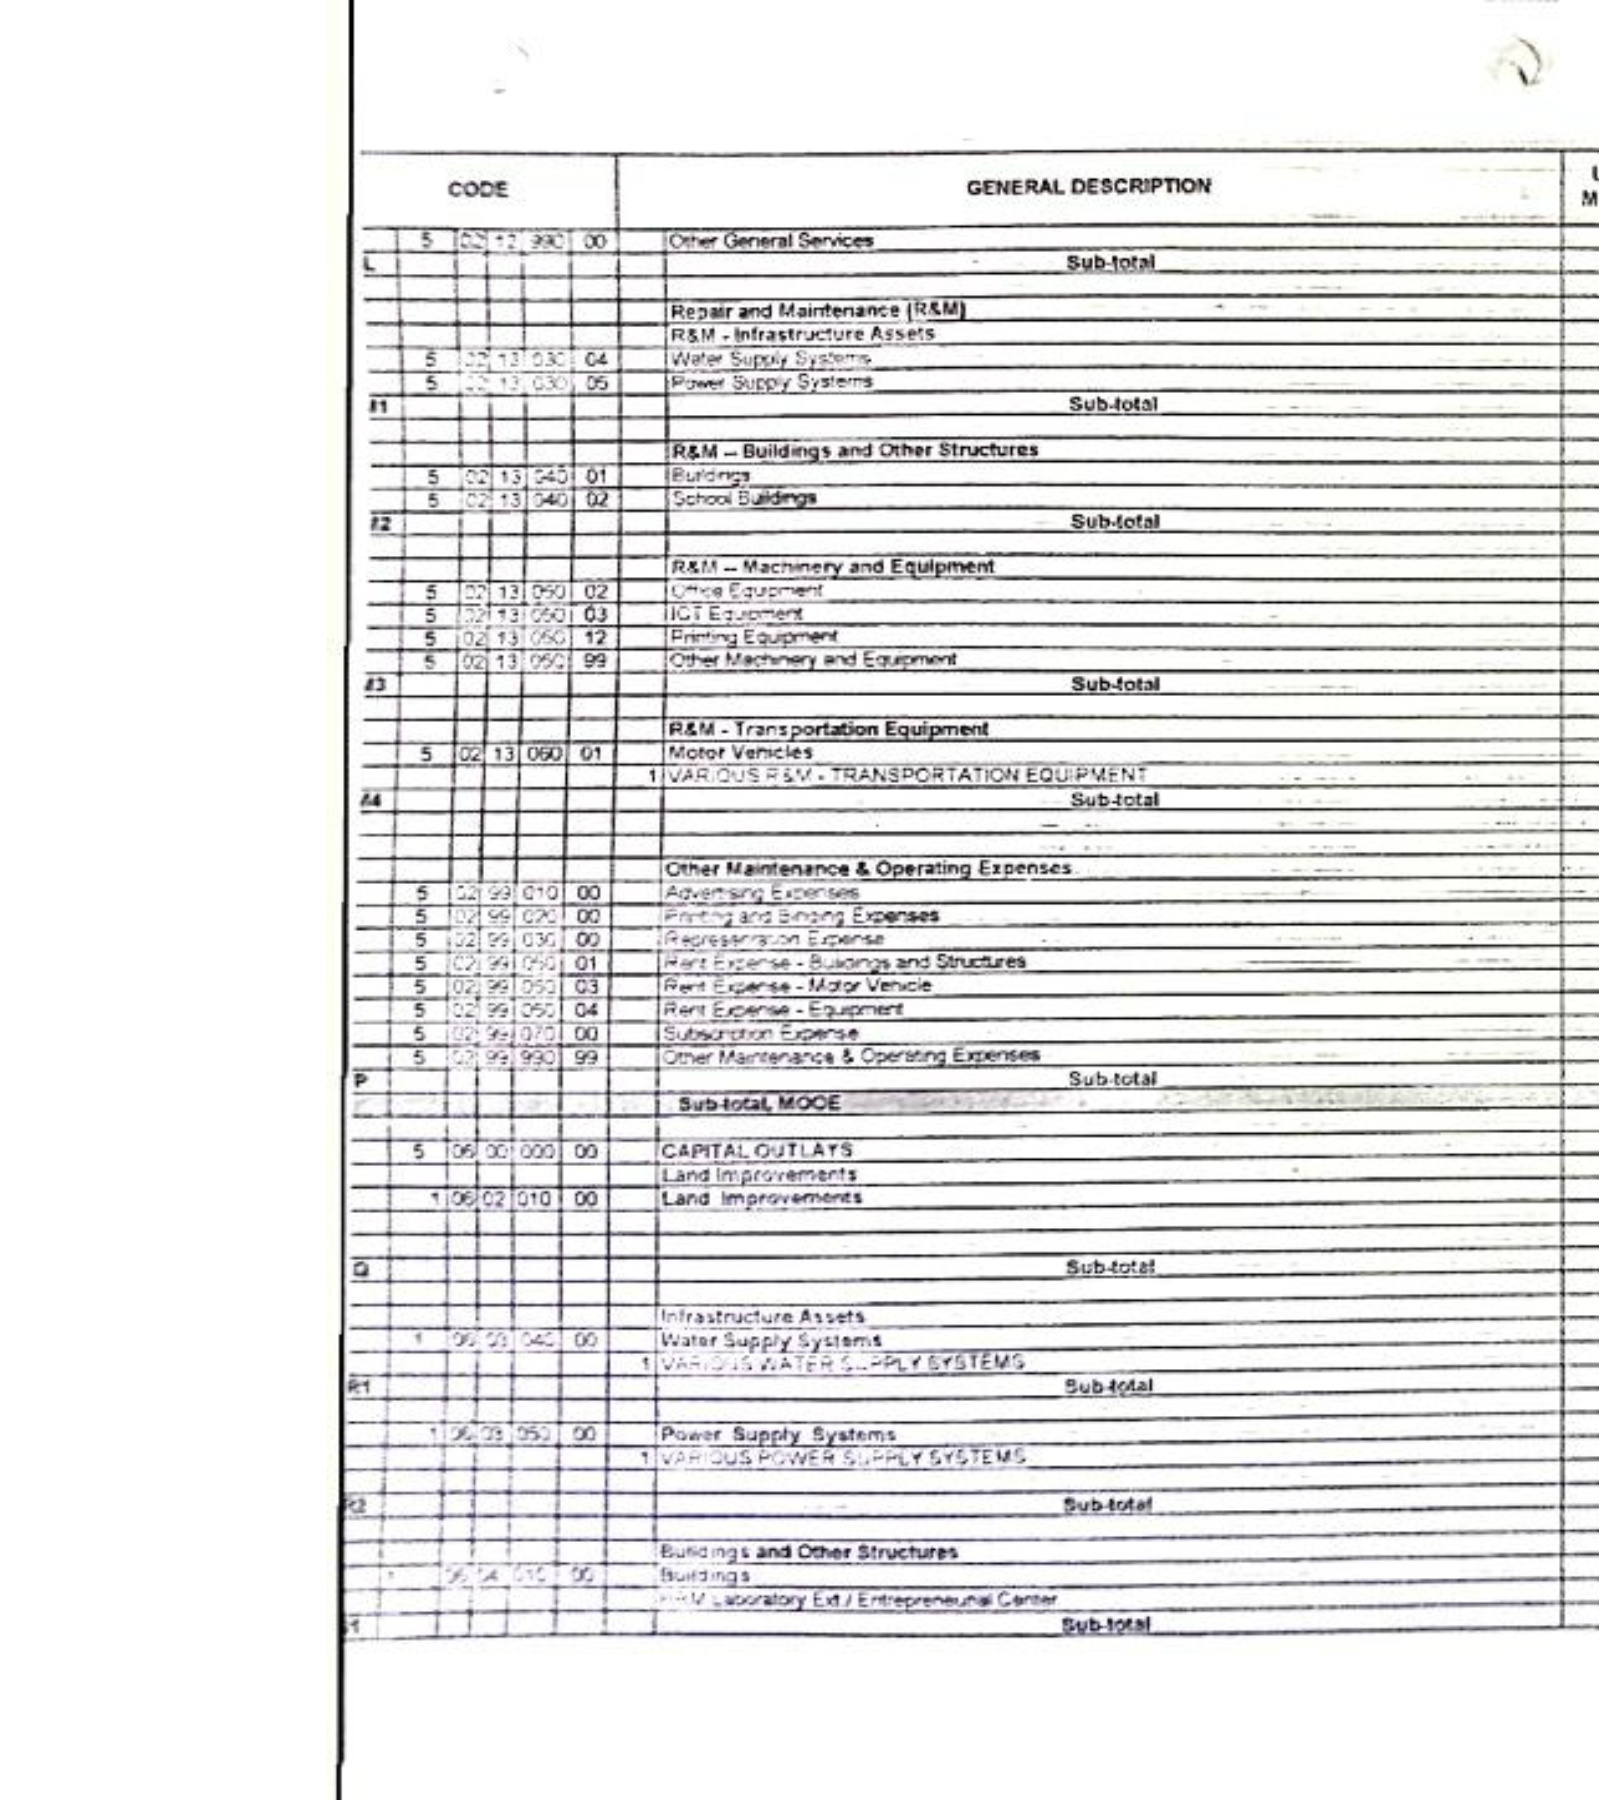 CODE GENERAL DESCRIPTION
5 02 12 990 00 Other General Services
L Sub-total
Repair and Maintenance (R&M)
R&M - Infrastructure Assets
5 02 13 030 04 Water Supply Systems
5 02 13 030 05 Power Supply Systems
Sub-total
R&M – Buildings and Other Structures
5 02 13 040 01 Buildings
5 02 13 040 02 School Buildings
Sub-total
R&M – Machinery and Equipment
5 02 13 050 02 Office Equipment
5 02 13 050 03 ICT Equipment
5 02 13 050 12 Printing Equipment
5 02 13 050 99 Other Machinery and Equipment
Sub-total
R&M - Transportation Equipment
5 02 13 060 01 Motor Vehicles
1 VARIOUS R&M - TRANSPORTATION EQUIPMENT
Sub-total
Other Maintenance & Operating Expenses
5 02 99 010 00 Advertising Expenses
5 02 99 020 00 Printing and Binding Expenses
5 02 99 030 00 Representation Expense
5 02 99 050 01 Rent Expense - Buildings and Structures
5 02 99 050 03 Rent Expense - Motor Vehicle
5 02 99 050 04 Rent Expense - Equipment
5 02 99 070 00 Subscription Expense
5 02 99 990 99 Other Maintenance & Operating Expenses
P Sub-total
Sub-total, MOOE
5 06 00 000 00 CAPITAL OUTLAYS
Land Improvements
1 06 02 010 00 Land Improvements
Q Sub-total
Infrastructure Assets
1 06 03 040 00 Water Supply Systems
1 VARIOUS WATER SUPPLY SYSTEMS
R1 Sub-total
1 06 03 050 00 Power Supply Systems
1 VARIOUS POWER SUPPLY SYSTEMS
R2 Sub-total
Buildings and Other Structures
1 06 04 010 00 Buildings
Laboratory Ext / Entrepreneurial Center
Sub-total